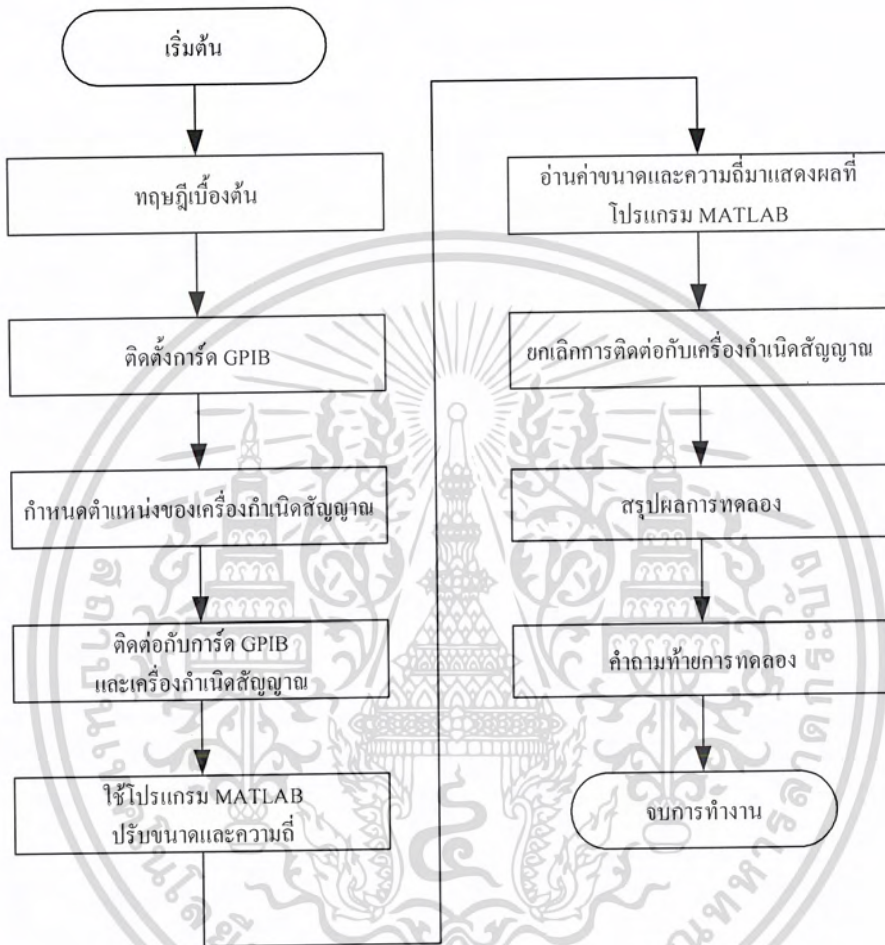 เริ่มต้น
ทฤษฎีเบื้องต้น
ติดตั้งการ์ด GPIB
กำหนดตำแหน่งของเครื่องกำเนิดสัญญาณ
ติดต่อกับการ์ด GPIB
และเครื่องกำเนิดสัญญาณ
ใช้โปรแกรม MATLAB
ปรับขนาดและความถี่
อ่านค่าขนาดและความถี่มาแสดงผลที่
โปรแกรม MATLAB
ยกเลิกการติดต่อกับเครื่องกำเนิดสัญญาณ
สรุปผลการทดลอง
คำถามท้ายการทดลอง
จบการทำงาน